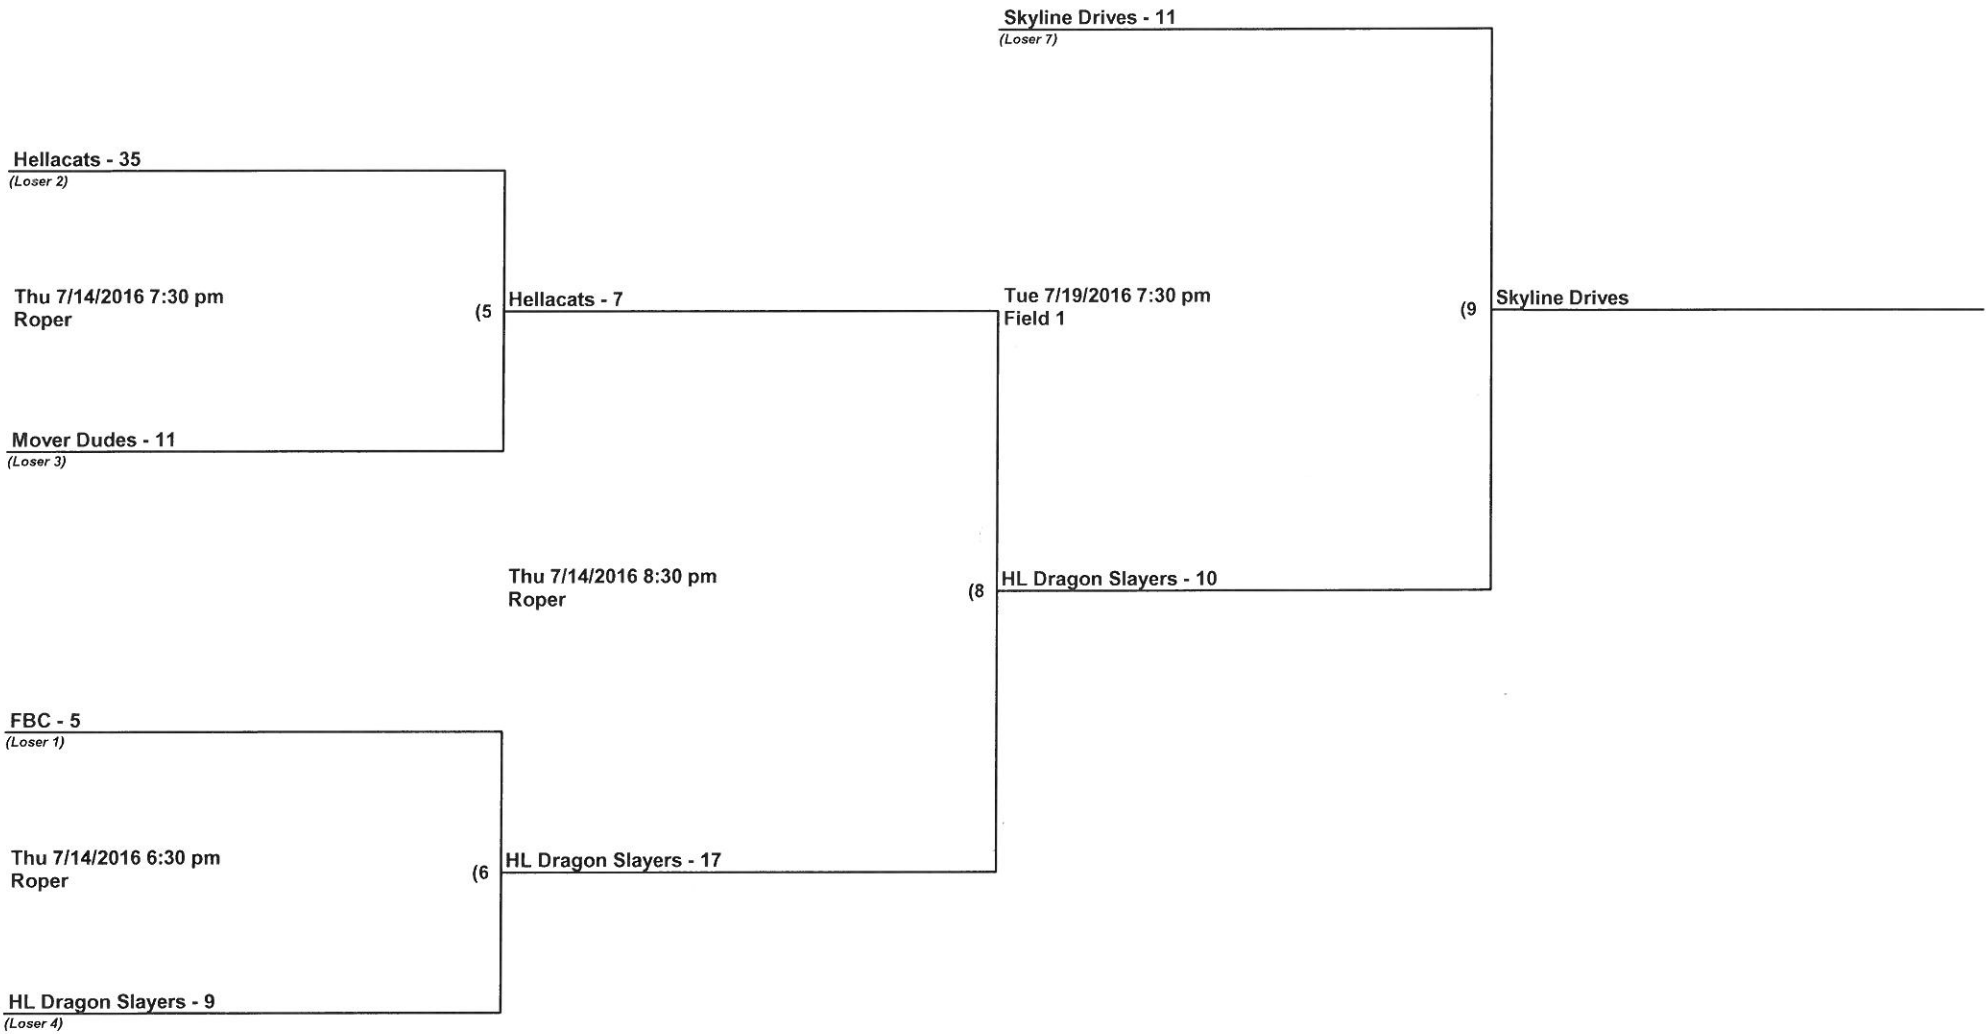 Skyline Drives - 11
(Loser 7)
Hellacats - 35
(Loser 2)
Thu 7/14/2016 7:30 pm
Roper
(5
Hellacats - 7
Tue 7/19/2016 7:30 pm
Field 1
(9
Skyline Drives
Mover Dudes - 11
(Loser 3)
Thu 7/14/2016 8:30 pm
Roper
(8
HL Dragon Slayers - 10
FBC - 5
(Loser 1)
Thu 7/14/2016 6:30 pm
Roper
(6
HL Dragon Slayers - 17
HL Dragon Slayers - 9
(Loser 4)